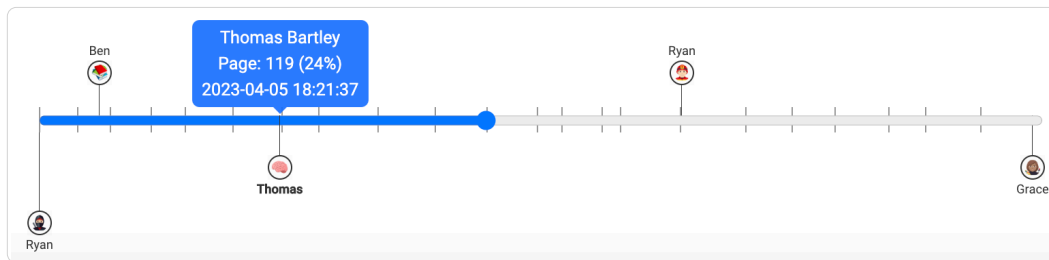 Thomas Bartley
Page: 119 (24%)
2023-04-05 18:21:37
Ben
Ryan
Thomas
Grace
Ryan